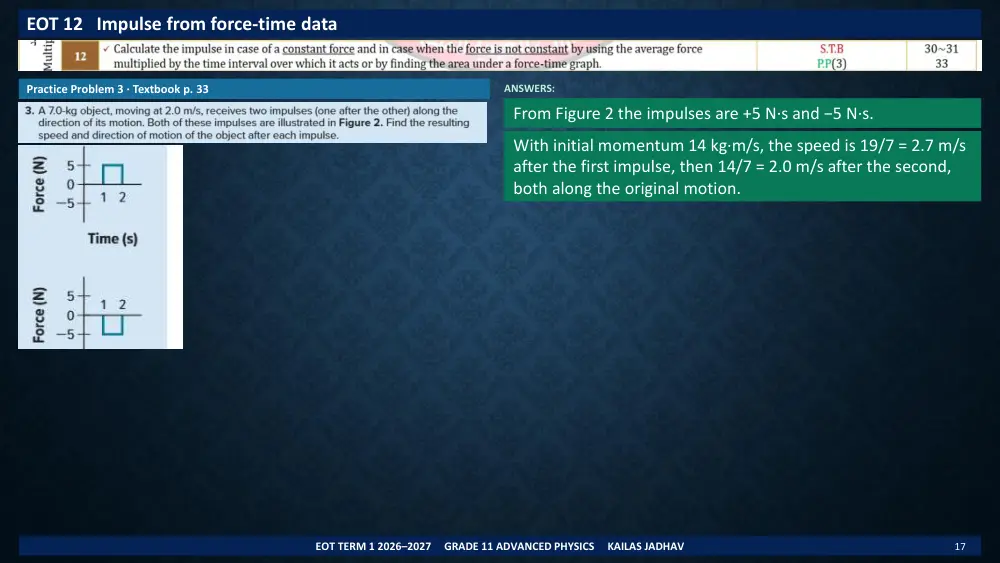 EOT 12 Impulse from force-time data
Multip
12
✓ Calculate the impulse in case of a constant force and in case when the force is not constant by using the average force
multiplied by the time interval over which it acts or by finding the area under a force-time graph.
S.T.B
P.P(3)
30~31
33
Practice Problem 3 · Textbook p. 33
3. A 7.0-kg object, moving at 2.0 m/s, receives two impulses (one after the other) along the
direction of its motion. Both of these impulses are illustrated in Figure 2. Find the resulting
speed and direction of motion of the object after each impulse.
Force (N)
5
0
−5
1 2
Time (s)
Force (N)
5
0
−5
1 2
ANSWERS:
From Figure 2 the impulses are +5 N·s and −5 N·s.
With initial momentum 14 kg·m/s, the speed is 19/7 = 2.7 m/s
after the first impulse, then 14/7 = 2.0 m/s after the second,
both along the original motion.
EOT TERM 1 2026–2027 GRADE 11 ADVANCED PHYSICS KAILAS JADHAV
17